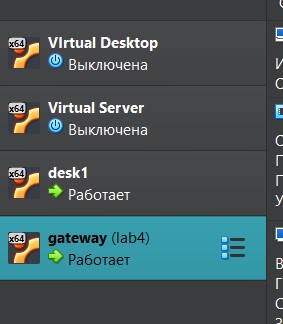 x64
VIrtual Desktop
Выключена
x64
Virtual Server
Выключена
x64
desk1
Работает
x64
gateway (lab4)
Работает